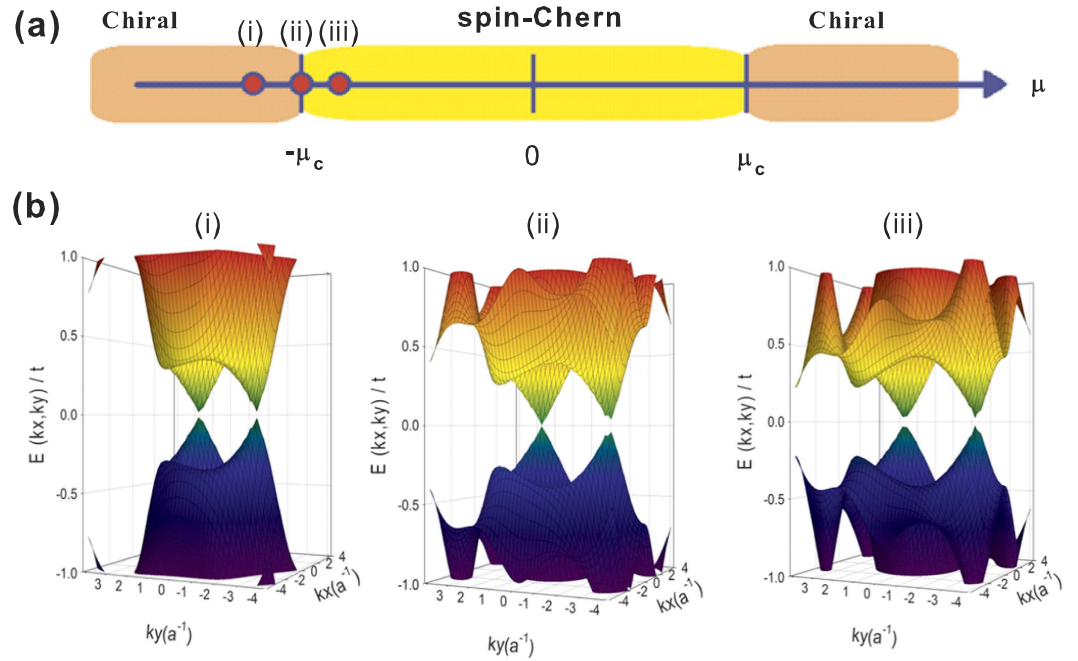 (a)
Chiral
spin-Chern
Chiral
(i)
(ii)
(iii)
μ
-μc
0
μc
(b)
(i)
(ii)
(iii)
1.0
0.5
0.0
-0.5
-1.0
E (kx,ky) / t
3 2 1 0 -1 -2 -3 -4
ky(a⁻¹)
-4 -2 0 2 4
kx(a⁻¹)
1.0
0.5
0.0
-0.5
-1.0
E (kx,ky) / t
3 2 1 0 -1 -2 -3 -4
ky(a⁻¹)
-4 -2 0 2 4
kx(a⁻¹)
1.0
0.5
0.0
-0.5
-1.0
E (kx,ky) / t
3 2 1 0 -1 -2 -3 -4
ky(a⁻¹)
-4 -2 0 2 4
kx(a⁻¹)